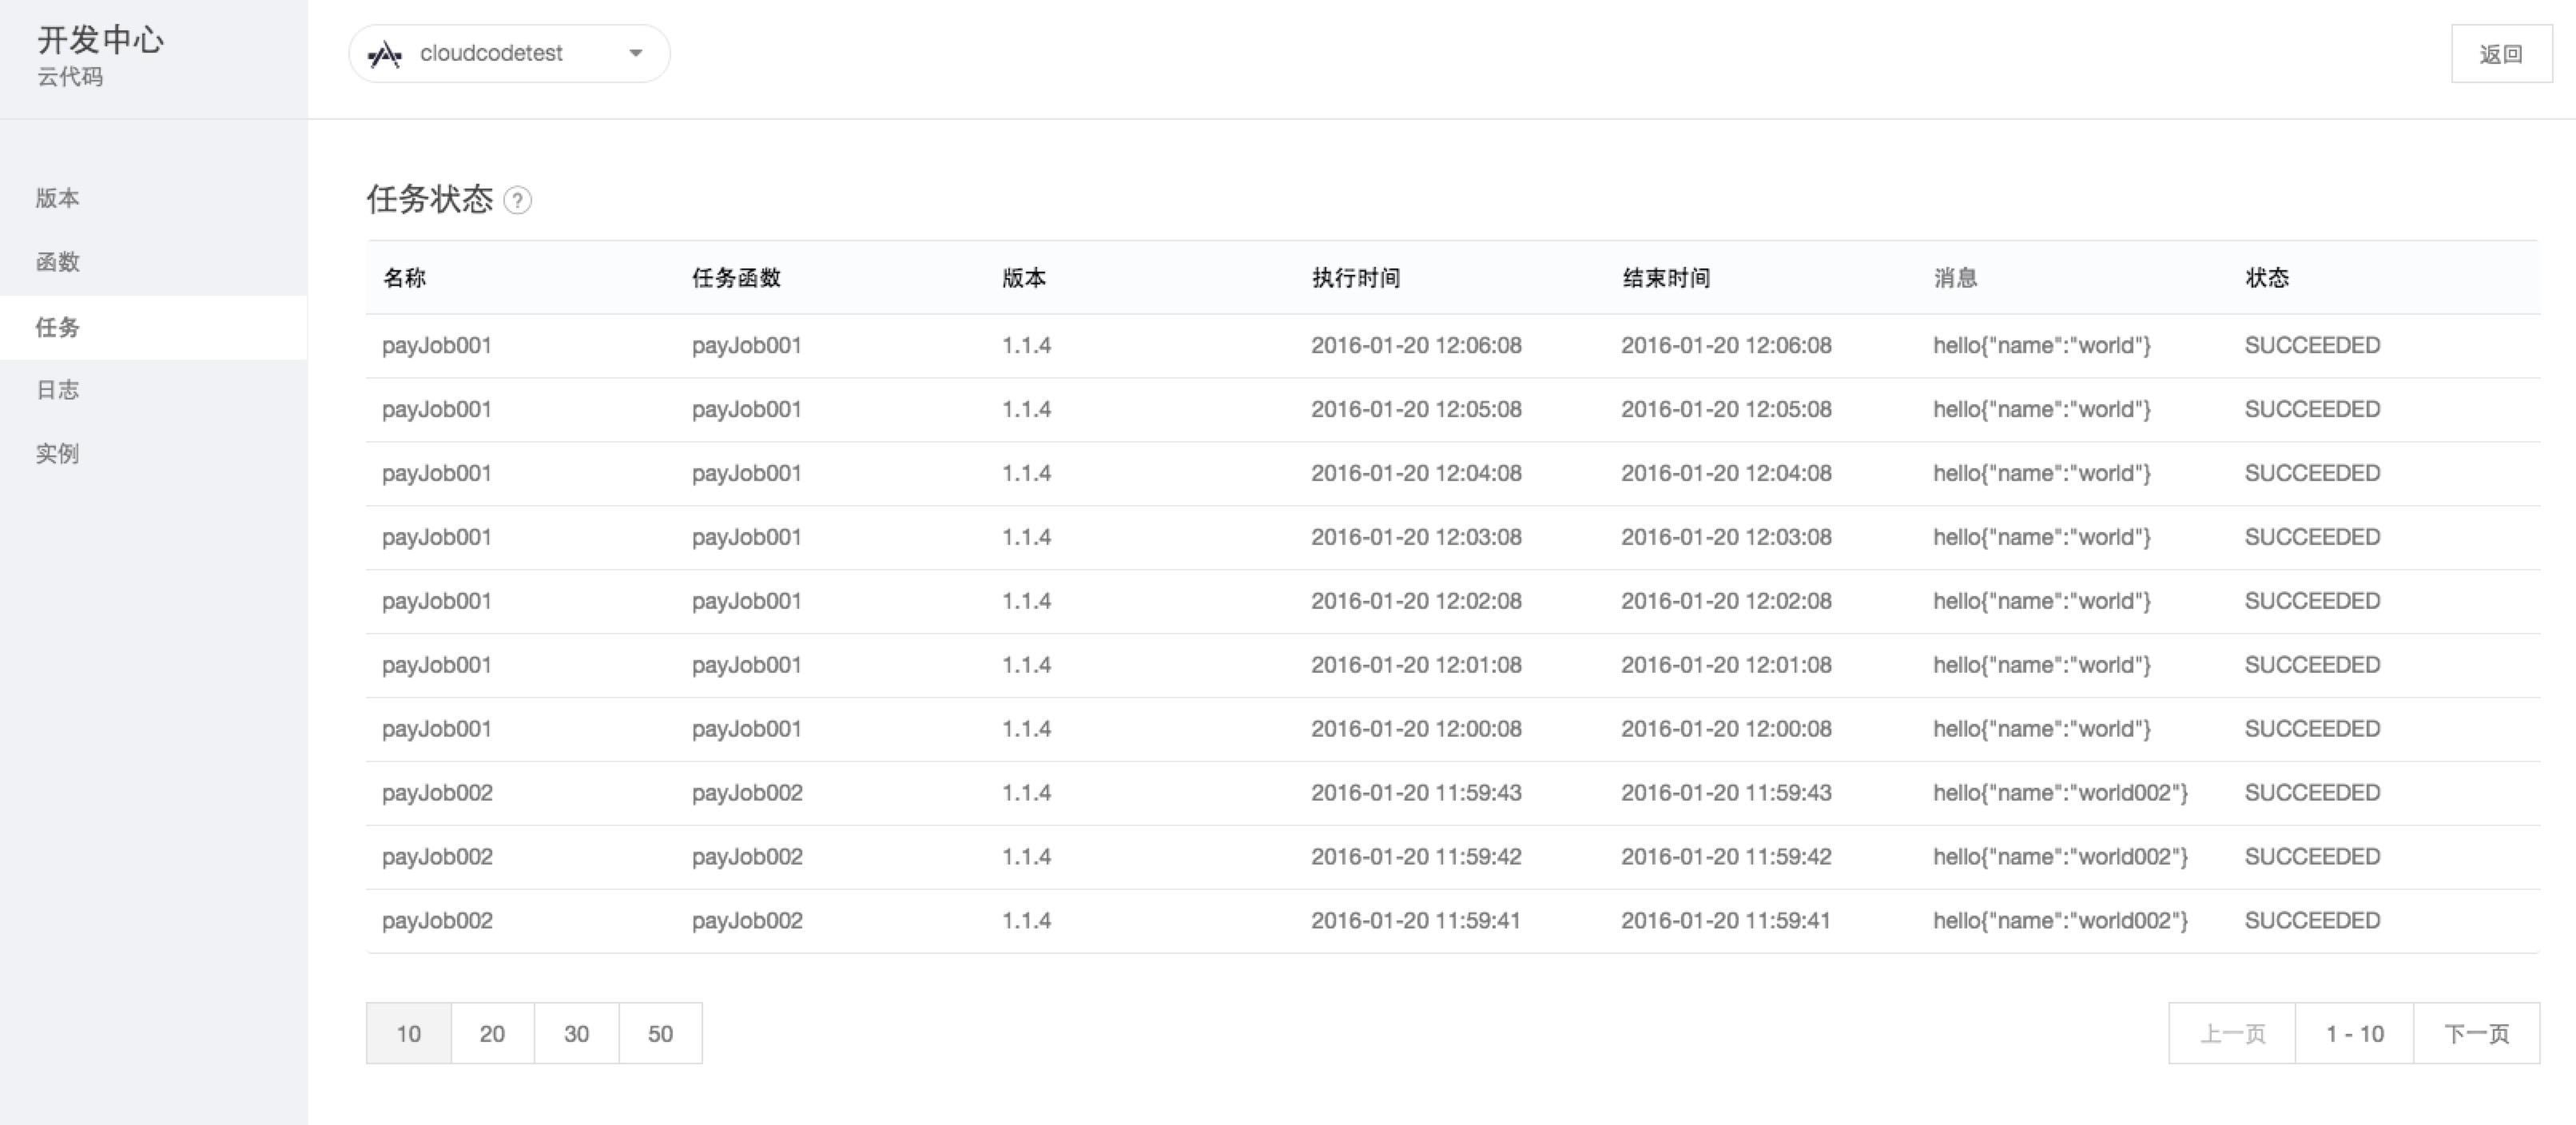 开发中心
云代码
cloudcodetest
返回
版本
函数
任务
日志
实例
任务状态 ?
名称 任务函数 版本 执行时间 结束时间 消息 状态
payJob001 payJob001 1.1.4 2016-01-20 12:06:08 2016-01-20 12:06:08 hello{"name":"world"} SUCCEEDED
payJob001 payJob001 1.1.4 2016-01-20 12:05:08 2016-01-20 12:05:08 hello{"name":"world"} SUCCEEDED
payJob001 payJob001 1.1.4 2016-01-20 12:04:08 2016-01-20 12:04:08 hello{"name":"world"} SUCCEEDED
payJob001 payJob001 1.1.4 2016-01-20 12:03:08 2016-01-20 12:03:08 hello{"name":"world"} SUCCEEDED
payJob001 payJob001 1.1.4 2016-01-20 12:02:08 2016-01-20 12:02:08 hello{"name":"world"} SUCCEEDED
payJob001 payJob001 1.1.4 2016-01-20 12:01:08 2016-01-20 12:01:08 hello{"name":"world"} SUCCEEDED
payJob001 payJob001 1.1.4 2016-01-20 12:00:08 2016-01-20 12:00:08 hello{"name":"world"} SUCCEEDED
payJob002 payJob002 1.1.4 2016-01-20 11:59:43 2016-01-20 11:59:43 hello{"name":"world002"} SUCCEEDED
payJob002 payJob002 1.1.4 2016-01-20 11:59:42 2016-01-20 11:59:42 hello{"name":"world002"} SUCCEEDED
payJob002 payJob002 1.1.4 2016-01-20 11:59:41 2016-01-20 11:59:41 hello{"name":"world002"} SUCCEEDED
10 20 30 50 上一页 1 - 10 下一页